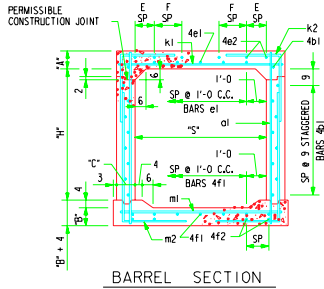 PERMISSIBLE
CONSTRUCTION JOINT
E
SP
F
SP
F
SP
E
SP
k1
4e1
4e2
k2
4b1
"A"
2
6
6
9
1'-0
SP @ 1'-0 C.C.
BARS e1
a1
"H"
"S"
SP @ 9 STAGGERED
BARS 4b1
1'-0
SP @ 1'-0 C.C.
BARS 4f1
"C"
4
3
6
4
m1
"B"
"B" + 4
m2
4f1
4f2
SP
BARREL SECTION